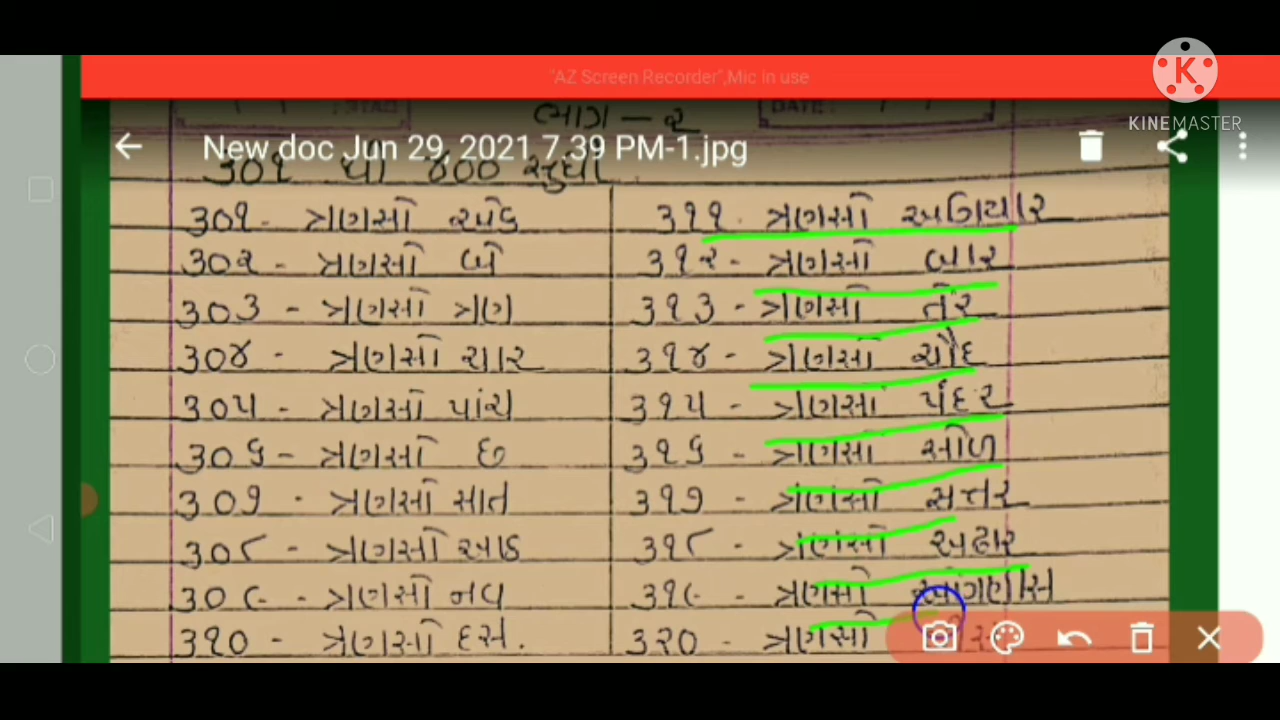 "AZ Screen Recorder",Mic in use
KINEMASTER
ભાગ - ૨
DATE :
New doc Jun 29, 2021 7.39 PM-1.jpg
૩૦૧ થી ૪૦૦ સુધી
૩૦૧- ત્રણસો એક
૩૦૨ - ત્રણસો બે
૩૦૩ - ત્રણસો ત્રણ
૩૦૪ - ત્રણસો ચાર
૩૦૫ - ત્રણસો પાંચ
૩૦૬ - ત્રણસો છ
૩૦૭ - ત્રણસો સાત
૩૦૮ - ત્રણસો આઠ
૩૦૯ - ત્રણસો નવ
૩૧૦ - ત્રણસો દસ.
૩૧૧- ત્રણસો અગિયાર
૩૧૨- ત્રણસો બાર
૩૧૩ - ત્રણસો તેર
૩૧૪ - ત્રણસો ચૌદ
૩૧૫ - ત્રણસો પંદર
૩૧૬ - ત્રણસો સોળ
૩૧૭ - ત્રણસો સત્તર
૩૧૮ - ત્રણસો અઢાર
૩૧૯ - ત્રણસો ઓગણીસ
૩૨૦ - ત્રણસો